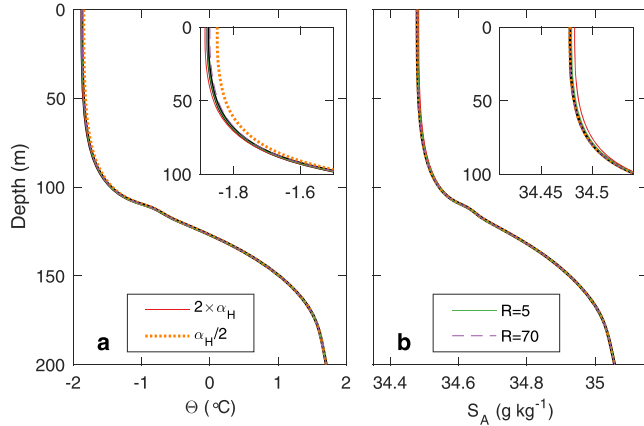 0
50
100
150
200
Depth (m)
-2
-1
0
1
2
Θ (°C)
0
50
100
-1.8
-1.6
2×α_H
α_H/2
a
34.4
34.6
34.8
35
S_A (g kg⁻¹)
0
50
100
34.45
34.5
R=5
R=70
b